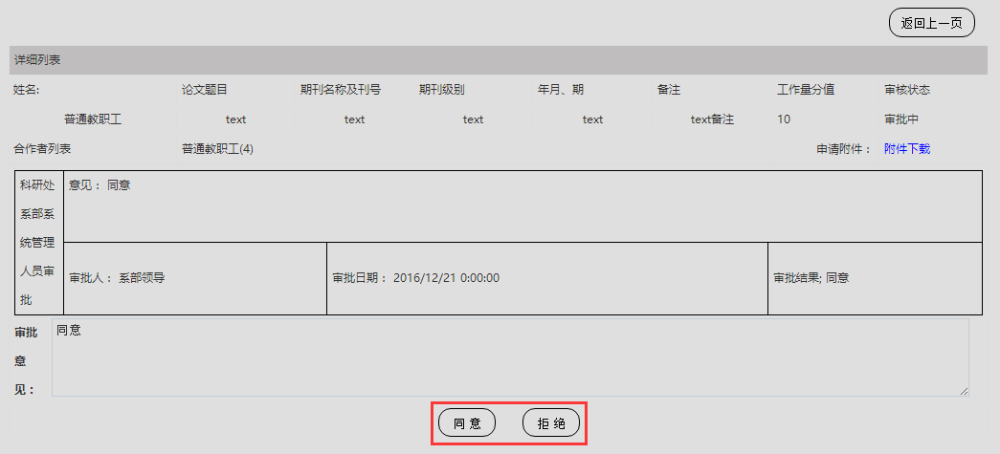 返回上一页
详细列表
姓名: 论文题目 期刊名称及刊号 期刊级别 年月、期 备注 工作量分值 审核状态
普通教职工 text text text text text备注 10 审批中
合作者列表 普通教职工(4) 申请附件： 附件下载
科研处
系部系
统管理
人员审
批
意见： 同意
审批人： 系部领导 审批日期： 2016/12/21 0:00:00 审批结果; 同意
审批
意
见：
同意
同 意 拒 绝